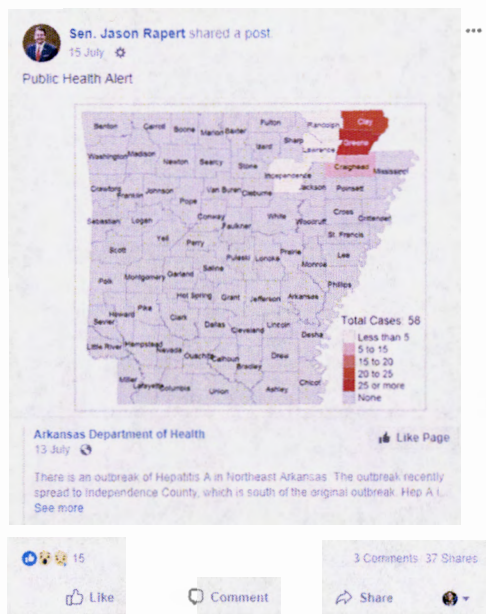 Sen. Jason Rapert shared a post.
15 July
Public Health Alert
Benton Carroll Boone Marion Baxter Fulton Randolph Clay
Izard Sharp Lawrence Greene
Washington Madison Newton Searcy Stone Independence Craighead Mississippi
Crawford Franklin Johnson Pope Van Buren Cleburne Jackson Poinsett
Sebastian Logan Conway Faulkner White Woodruff Cross Crittenden
St. Francis
Scott Yell Perry Pulaski Lonoke Prairie Monroe Lee
Saline
Polk Montgomery Garland Phillips
Hot Spring Grant Jefferson Arkansas
Sevier Howard Pike Clark Dallas Cleveland Lincoln Desha
Little River Hempstead Nevada Ouachita Calhoun Bradley Drew
Miller Lafayette Columbia Union Ashley Chicot
Total Cases: 58
Less than 5
5 to 15
15 to 20
20 to 25
25 or more
None
Arkansas Department of Health
Like Page
13 July
There is an outbreak of Hepatitis A in Northeast Arkansas. The outbreak recently
spread to Independence County, which is south of the original outbreak. Hep A i...
See more
15
3 Comments 37 Shares
Like Comment Share